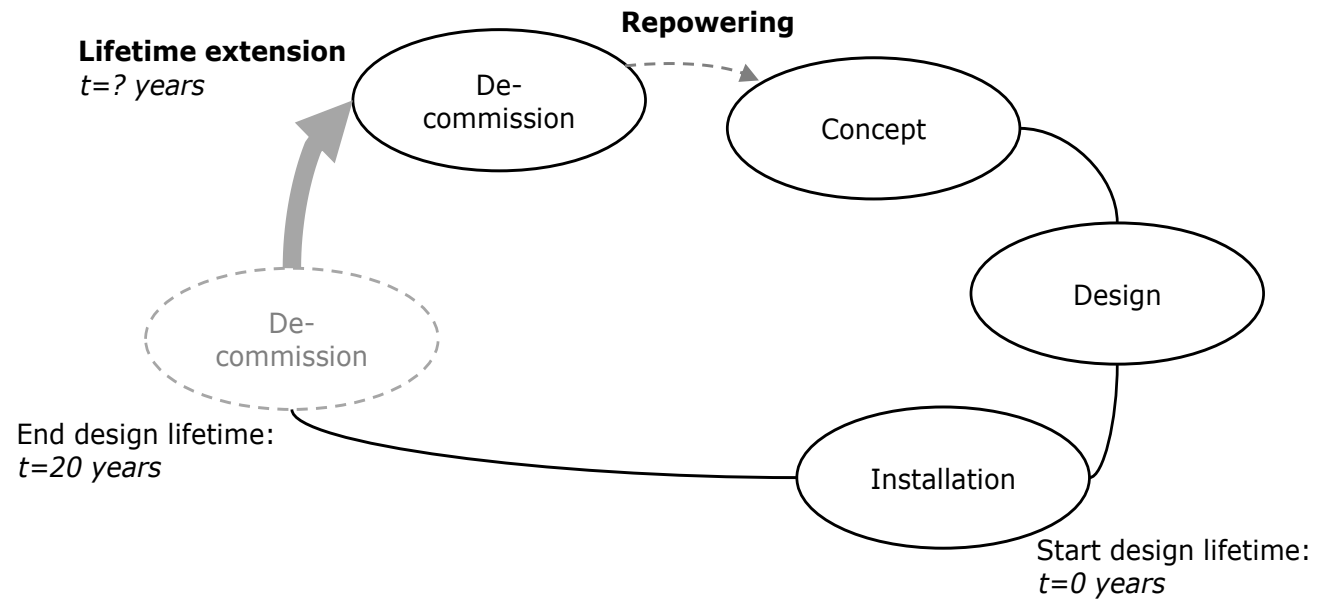 Repowering
Lifetime extension
t=? years
De-
commission
Concept
Design
De-
commission
End design lifetime:
t=20 years
Installation
Start design lifetime:
t=0 years